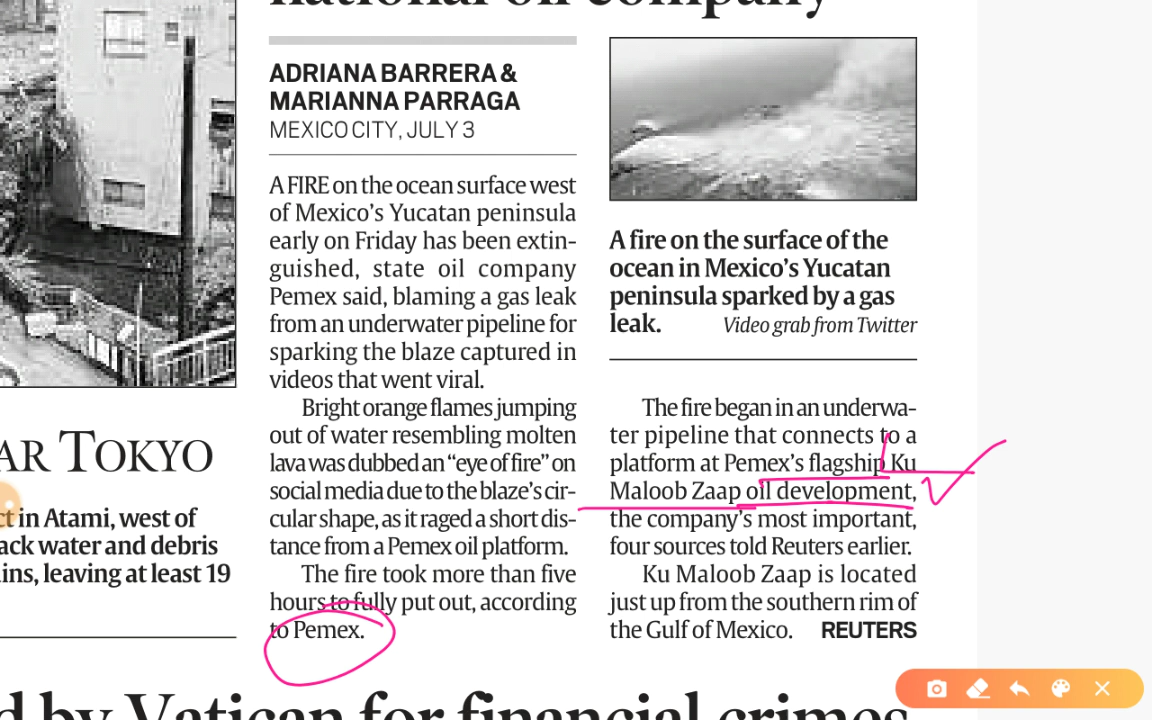 national oil company
ADRIANA BARRERA &
MARIANNA PARRAGA
MEXICO CITY, JULY 3
A FIRE on the ocean surface west
of Mexico's Yucatan peninsula
early on Friday has been extin-
guished, state oil company
Pemex said, blaming a gas leak
from an underwater pipeline for
sparking the blaze captured in
videos that went viral.
Bright orange flames jumping
out of water resembling molten
lava was dubbed an “eye of fire” on
social media due to the blaze's cir-
cular shape, as it raged a short dis-
tance from a Pemex oil platform.
The fire took more than five
hours to fully put out, according
to Pemex.
A fire on the surface of the
ocean in Mexico's Yucatan
peninsula sparked by a gas
leak. Video grab from Twitter
The fire began in an underwa-
ter pipeline that connects to a
platform at Pemex's flagship Ku
Maloob Zaap oil development,
the company's most important,
four sources told Reuters earlier.
Ku Maloob Zaap is located
just up from the southern rim of
the Gulf of Mexico. REUTERS
AR TOKYO
ct in Atami, west of
ack water and debris
ins, leaving at least 19
d by Vatican for financial crimes